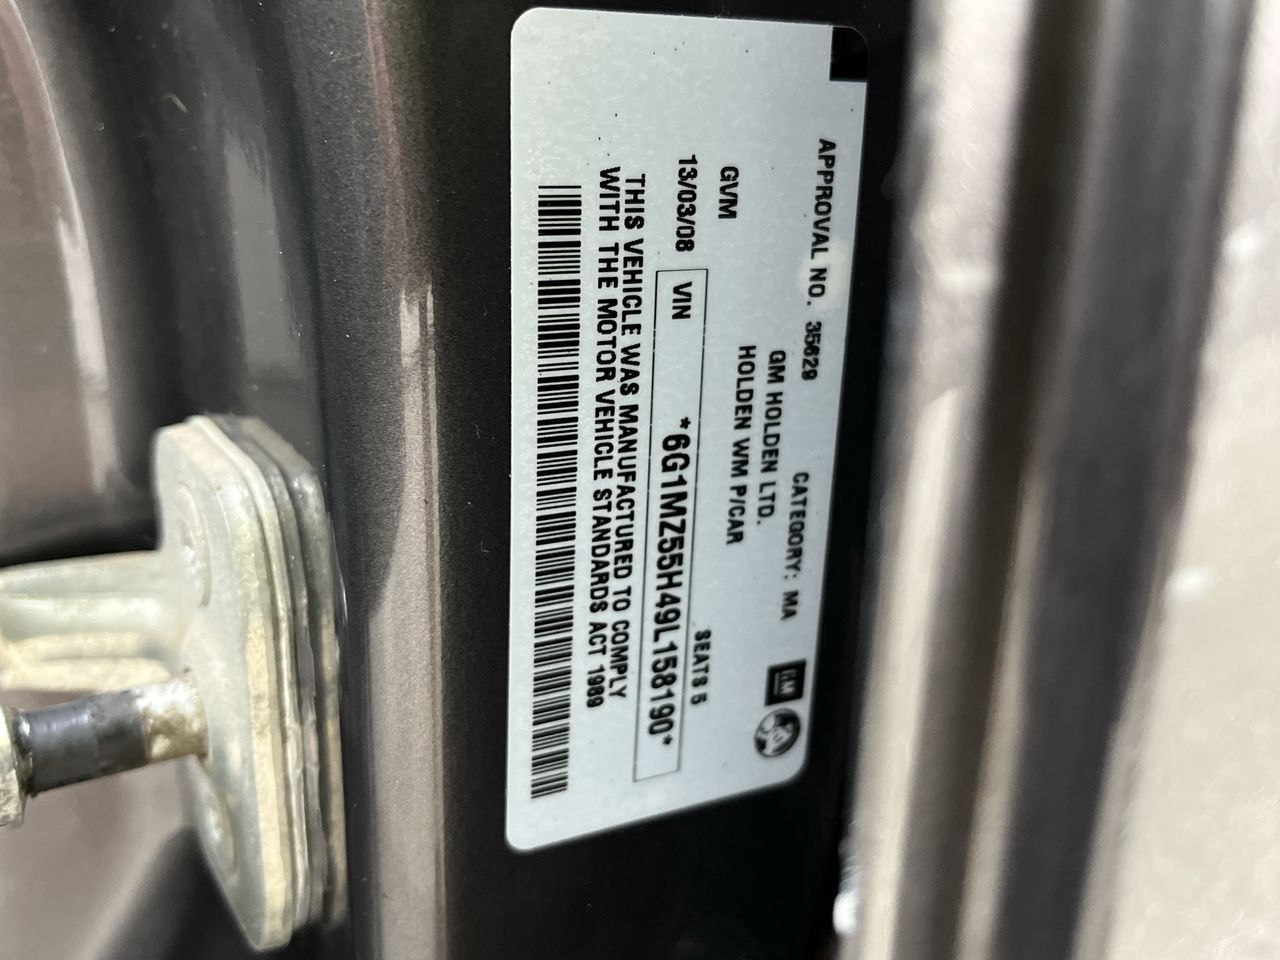 APPROVAL NO. 35629 CATEGORY: MA
GM HOLDEN LTD.
HOLDEN WM P/CAR
GM
GVM SEATS 5
13/03/08 VIN *6G1MZ55H49L158190*
THIS VEHICLE WAS MANUFACTURED TO COMPLY
WITH THE MOTOR VEHICLE STANDARDS ACT 1989